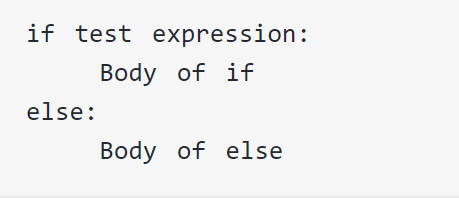 if test expression:
    Body of if
else:
    Body of else